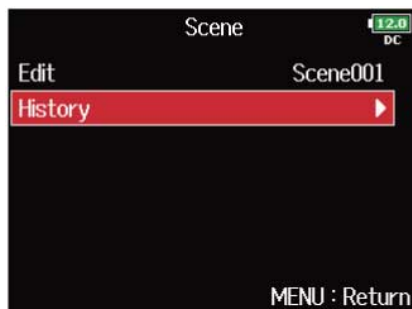 Scene
12.0
DC
Edit Scene001
History
MENU : Return